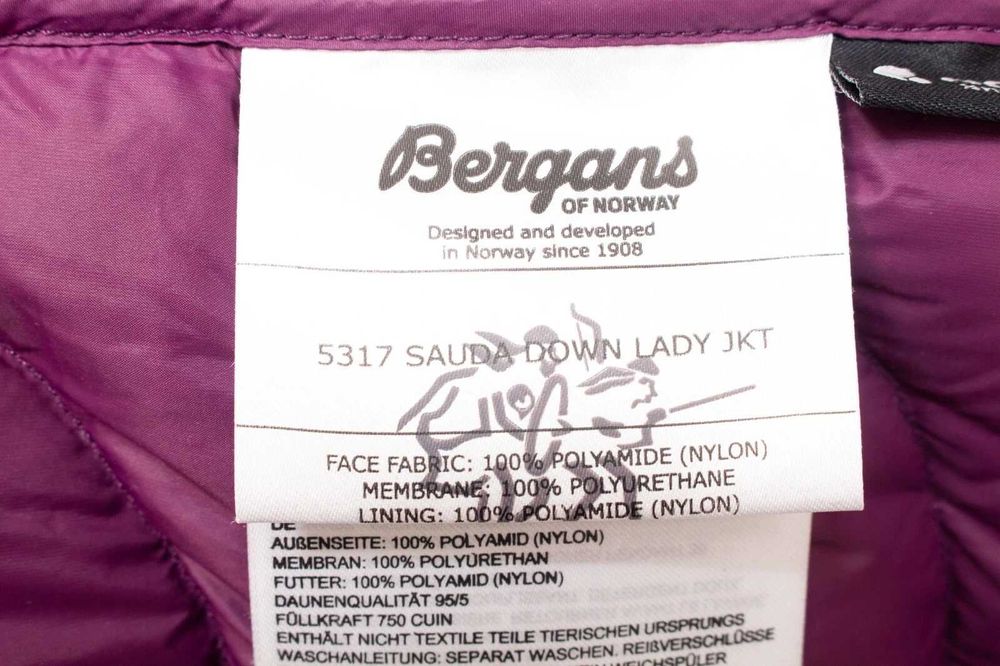 Bergans
OF NORWAY
Designed and developed
in Norway since 1908
5317 SAUDA DOWN LADY JKT
FACE FABRIC: 100% POLYAMIDE (NYLON)
MEMBRANE: 100% POLYURETHANE
LINING: 100% POLYAMIDE (NYLON)
DE
AUßENSEITE: 100% POLYAMID (NYLON)
MEMBRAN: 100% POLYURETHAN
FUTTER: 100% POLYAMID (NYLON)
DAUNENQUALITÄT 95/5
FÜLLKRAFT 750 CUIN
ENTHÄLT NICHT TEXTILE TEILE TIERISCHEN URSPRUNGS
WASCHANLEITUNG: SEPARAT WASCHEN. REIßVERSCHLÜSSE
WEICHSPÜLER